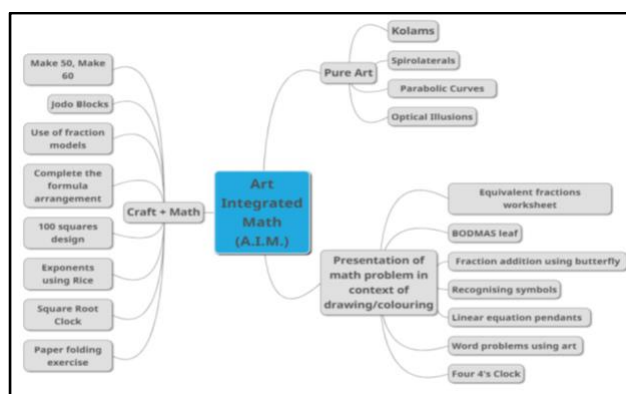 Make 50, Make
60
Jodo Blocks
Use of fraction
models
Complete the
formula
arrangement
100 squares
design
Exponents
using Rice
Square Root
Clock
Paper folding
exercise
Craft + Math
Art
Integrated
Math
(A.I.M.)
Pure Art
Kolams
Spirolaterals
Parabolic Curves
Optical Illusions
Presentation of
math problem in
context of
drawing/colouring
Equivalent fractions
worksheet
BODMAS leaf
Fraction addition using butterfly
Recognising symbols
Linear equation pendants
Word problems using art
Four 4's Clock